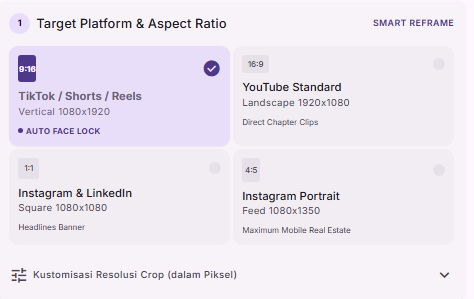 1 Target Platform & Aspect Ratio SMART REFRAME
9:16
TikTok / Shorts / Reels
Vertical 1080x1920
AUTO FACE LOCK
16:9
YouTube Standard
Landscape 1920x1080
Direct Chapter Clips
1:1
Instagram & LinkedIn
Square 1080x1080
Headlines Banner
4:5
Instagram Portrait
Feed 1080x1350
Maximum Mobile Real Estate
Kustomisasi Resolusi Crop (dalam Piksel)